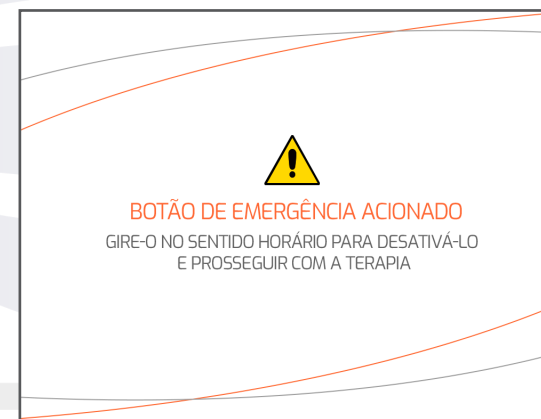 BOTÃO DE EMERGÊNCIA ACIONADO
GIRE-O NO SENTIDO HORÁRIO PARA DESATIVÁ-LO
E PROSSEGUIR COM A TERAPIA